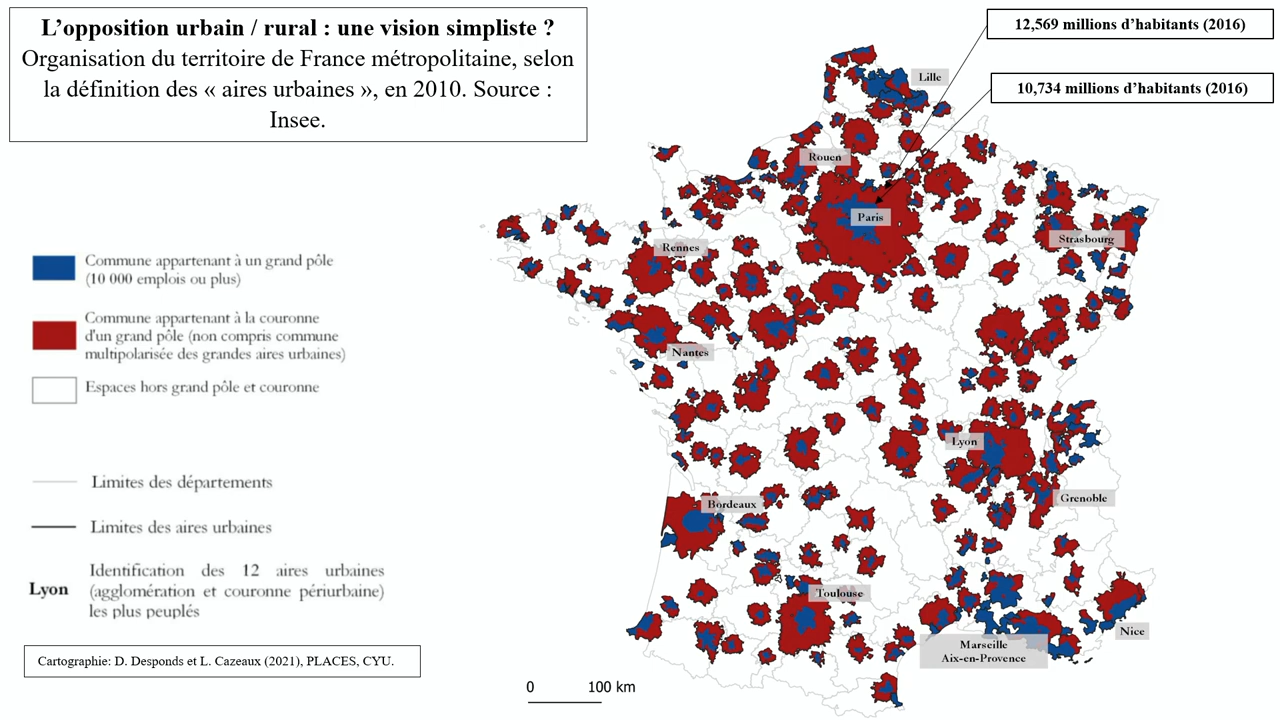 L’opposition urbain / rural : une vision simpliste ?
Organisation du territoire de France métropolitaine, selon
la définition des « aires urbaines », en 2010. Source :
Insee.
12,569 millions d’habitants (2016)
10,734 millions d’habitants (2016)
Commune appartenant à un grand pôle
(10 000 emplois ou plus)
Commune appartenant à la couronne
d'un grand pôle (non compris commune
multipolarisée des grandes aires urbaines)
Espaces hors grand pôle et couronne
Limites des départements
Limites des aires urbaines
Lyon
Identification des 12 aires urbaines
(agglomération et couronne périurbaine)
les plus peuplés
Cartographie: D. Desponds et L. Cazeaux (2021), PLACES, CYU.
Lille
Rouen
Paris
Rennes
Strasbourg
Nantes
Lyon
Grenoble
Bordeaux
Toulouse
Nice
Marseille
Aix-en-Provence
0 100 km